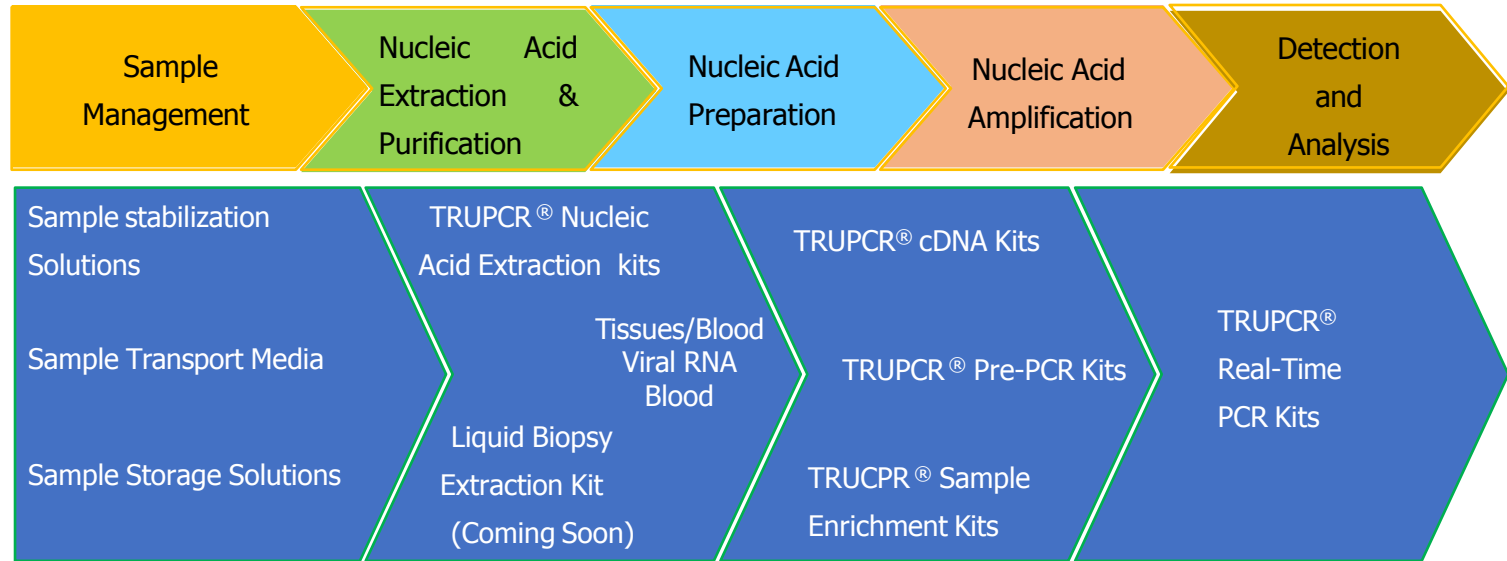 Sample
Management
Nucleic Acid
Extraction &
Purification
Nucleic Acid
Preparation
Nucleic Acid
Amplification
Detection
and
Analysis
Sample stabilization
Solutions
Sample Transport Media
Sample Storage Solutions
TRUPCR® Nucleic
Acid Extraction kits
Tissues/Blood
Viral RNA
Blood
Liquid Biopsy
Extraction Kit
(Coming Soon)
TRUPCR® cDNA Kits
TRUPCR® Pre-PCR Kits
TRUCPR® Sample
Enrichment Kits
TRUPCR®
Real-Time
PCR Kits